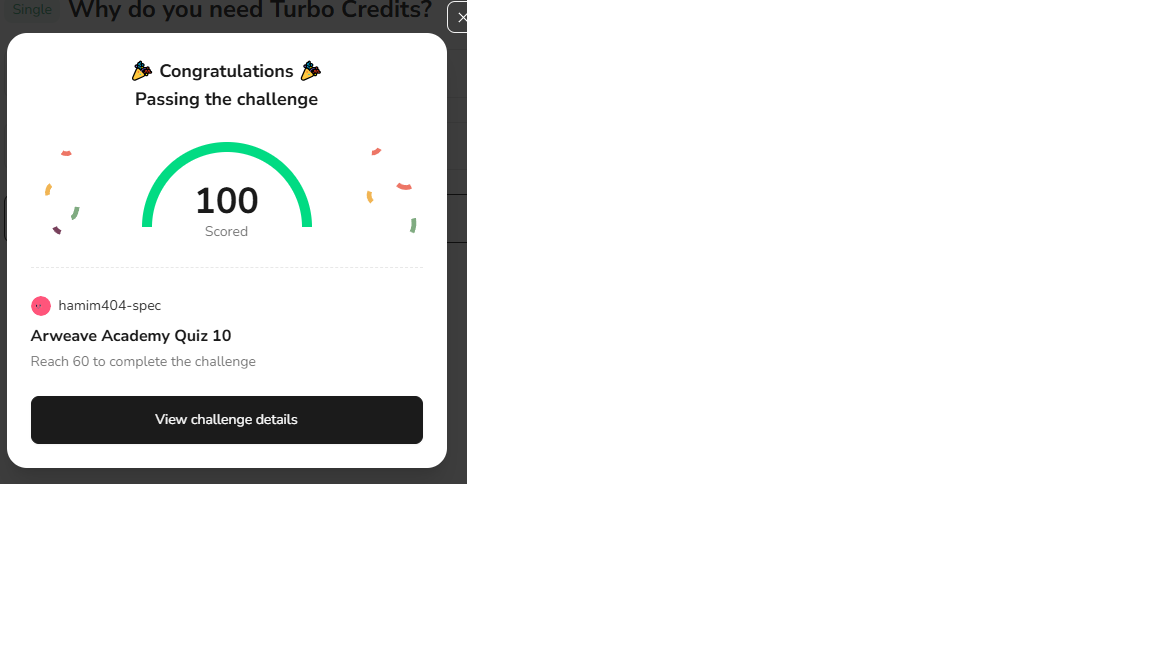 Single
Why do you need Turbo Credits?
Congratulations
Passing the challenge
100
Scored
hamim404-spec
Arweave Academy Quiz 10
Reach 60 to complete the challenge
View challenge details